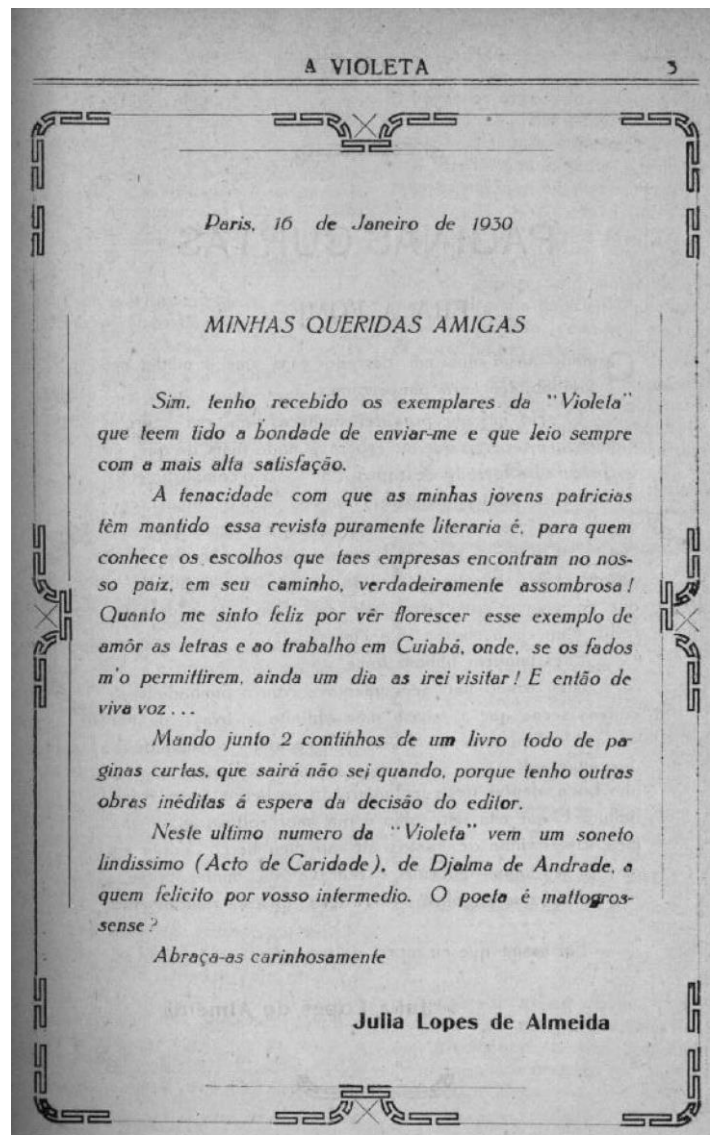 A VIOLETA 3
Paris, 16 de Janeiro de 1930
MINHAS QUERIDAS AMIGAS
Sim, tenho recebido os exemplares da "Violeta"
que teem tido a bondade de enviar-me e que leio sempre
com a mais alta satisfação.
A tenacidade com que as minhas jovens patricias
têm mantido essa revista puramente literaria é, para quem
conhece os escolhos que taes empresas encontram no nos-
so paiz, em seu caminho, verdadeiramente assombrosa!
Quanto me sinto feliz por vêr florescer esse exemplo de
amôr as letras e ao trabalho em Cuiabá, onde, se os fados
m'o permittirem, ainda um dia as irei visitar! E então de
viva voz...
Mando junto 2 continhos de um livro todo de pa-
ginas curtas, que sairá não sei quando, porque tenho outras
obras inéditas á espera da decisão do editor.
Neste ultimo numero da "Violeta" vem um soneto
lindissimo (Acto de Caridade), de Djalma de Andrade, a
quem felicito por vosso intermedio. O poeta é mattogros-
sense?
Abraça-as carinhosamente
Julia Lopes de Almeida